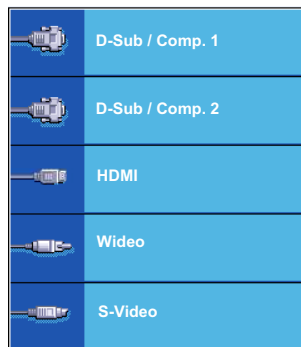 D-Sub / Comp. 1
D-Sub / Comp. 2
HDMI
Wideo
S-Video